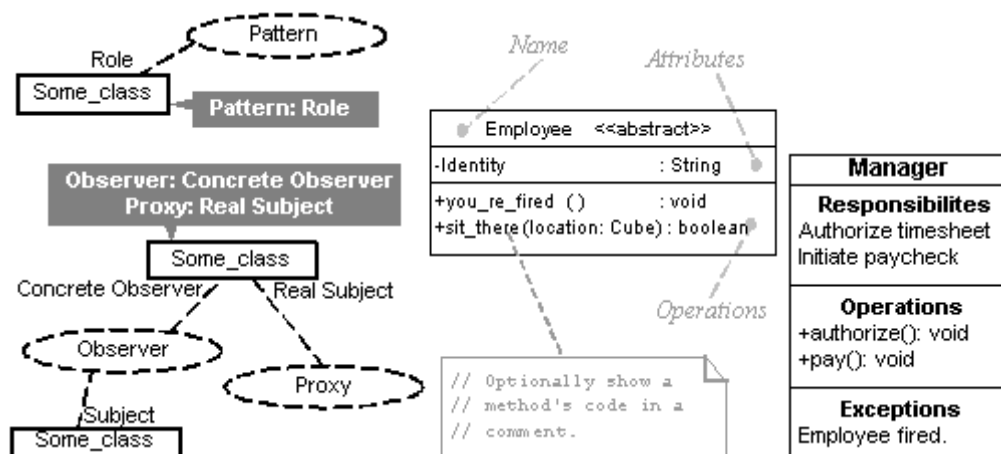 Pattern
Role
Some_class
Pattern: Role
Observer: Concrete Observer
Proxy: Real Subject
Some_class
Concrete Observer
Real Subject
Observer
Proxy
Subject
Some_class
Name
Attributes
Employee <<abstract>>
-Identity : String
+you_re_fired () : void
+sit_there(location: Cube) : boolean
Operations
// Optionally show a
// method's code in a
// comment.
Manager
Responsibilites
Authorize timesheet
Initiate paycheck
Operations
+authorize(): void
+pay(): void
Exceptions
Employee fired.